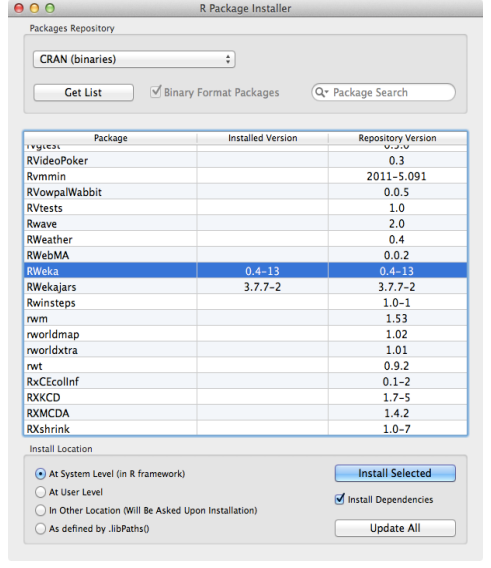 R Package Installer
Packages Repository
CRAN (binaries)
Get List Binary Format Packages Package Search
Package Installed Version Repository Version
RVideoPoker 0.3
Rvmmin 2011-5.091
RVowpalWabbit 0.0.5
RVtests 1.0
Rwave 2.0
RWeather 0.4
RWebMA 0.0.2
RWeka 0.4-13 0.4-13
RWekajars 3.7.7-2 3.7.7-2
Rwinsteps 1.0-1
rwm 1.53
rworldmap 1.02
rworldxtra 1.01
rwt 0.9.2
RxCEcolInf 0.1-2
RXKCD 1.7-5
RXMCDA 1.4.2
RXshrink 1.0-7
Install Location
At System Level (in R framework) Install Selected
At User Level Install Dependencies
In Other Location (Will Be Asked Upon Installation)
As defined by .libPaths() Update All